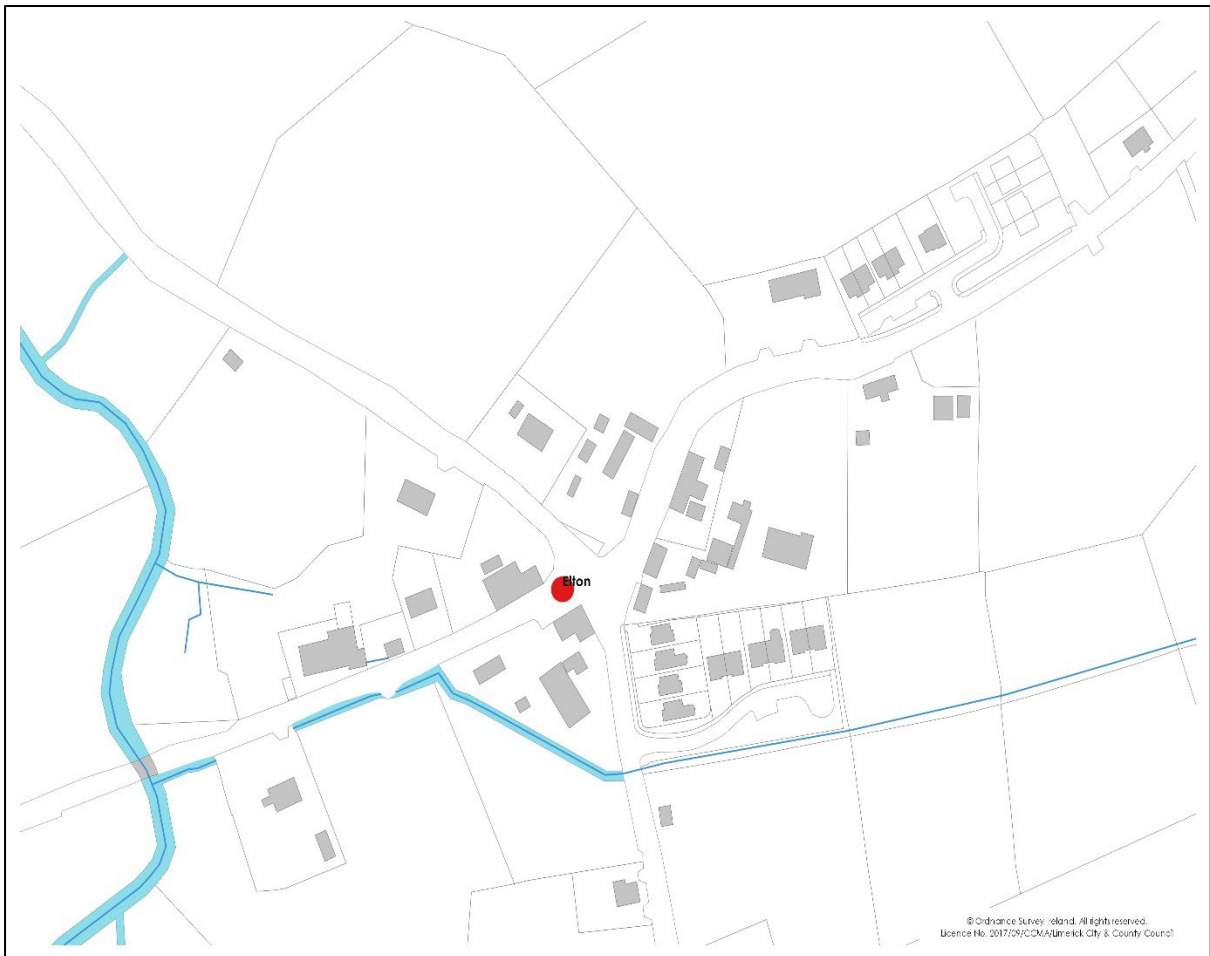 Elton
© Ordnance Survey Ireland. All rights reserved.
Licence No. 2017/09/CCMA/Limerick City & County Council